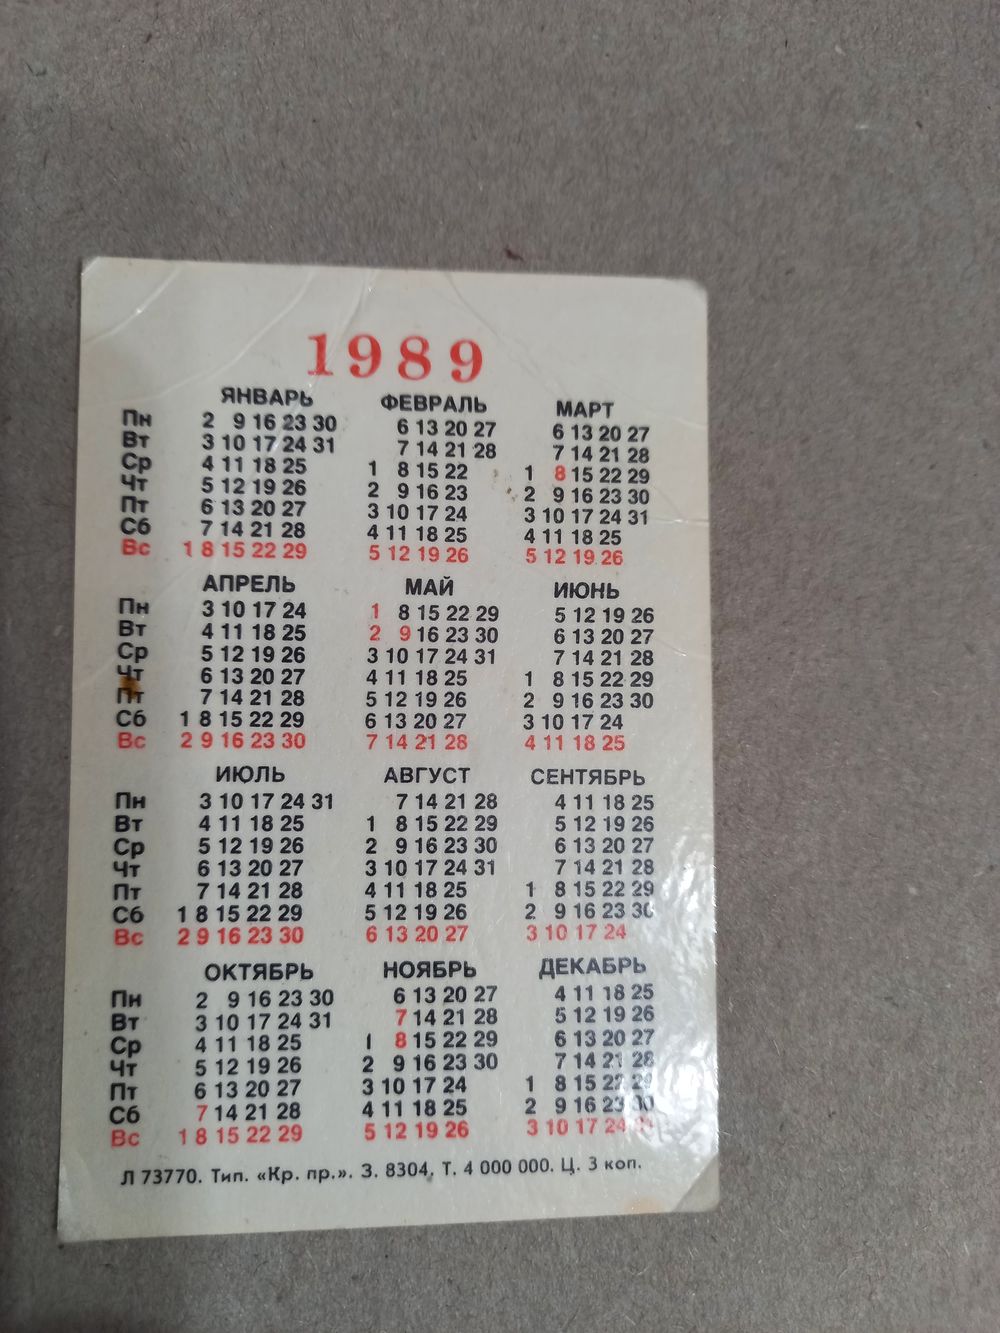 1989
ЯНВАРЬ ФЕВРАЛЬ МАРТ
Пн 2 9 16 23 30 6 13 20 27 6 13 20 27
Вт 3 10 17 24 31 7 14 21 28 7 14 21 28
Ср 4 11 18 25 1 8 15 22 1 8 15 22 29
Чт 5 12 19 26 2 9 16 23 2 9 16 23 30
Пт 6 13 20 27 3 10 17 24 3 10 17 24 31
Сб 7 14 21 28 4 11 18 25 4 11 18 25
Вс 1 8 15 22 29 5 12 19 26 5 12 19 26
АПРЕЛЬ МАЙ ИЮНЬ
Пн 3 10 17 24 1 8 15 22 29 5 12 19 26
Вт 4 11 18 25 2 9 16 23 30 6 13 20 27
Ср 5 12 19 26 3 10 17 24 31 7 14 21 28
Чт 6 13 20 27 4 11 18 25 1 8 15 22 29
Пт 7 14 21 28 5 12 19 26 2 9 16 23 30
Сб 1 8 15 22 29 6 13 20 27 3 10 17 24
Вс 2 9 16 23 30 7 14 21 28 4 11 18 25
ИЮЛЬ АВГУСТ СЕНТЯБРЬ
Пн 3 10 17 24 31 7 14 21 28 4 11 18 25
Вт 4 11 18 25 1 8 15 22 29 5 12 19 26
Ср 5 12 19 26 2 9 16 23 30 6 13 20 27
Чт 6 13 20 27 3 10 17 24 31 7 14 21 28
Пт 7 14 21 28 4 11 18 25 1 8 15 22 29
Сб 1 8 15 22 29 5 12 19 26 2 9 16 23 30
Вс 2 9 16 23 30 6 13 20 27 3 10 17 24
ОКТЯБРЬ НОЯБРЬ ДЕКАБРЬ
Пн 2 9 16 23 30 6 13 20 27 4 11 18 25
Вт 3 10 17 24 31 7 14 21 28 5 12 19 26
Ср 4 11 18 25 1 8 15 22 29 6 13 20 27
Чт 5 12 19 26 2 9 16 23 30 7 14 21 28
Пт 6 13 20 27 3 10 17 24 1 8 15 22 29
Сб 7 14 21 28 4 11 18 25 2 9 16 23 30
Вс 1 8 15 22 29 5 12 19 26 3 10 17 24 31
Л 73770. Тип. «Кр. пр.». З. 8304. Т. 4 000 000. Ц. 3 коп.